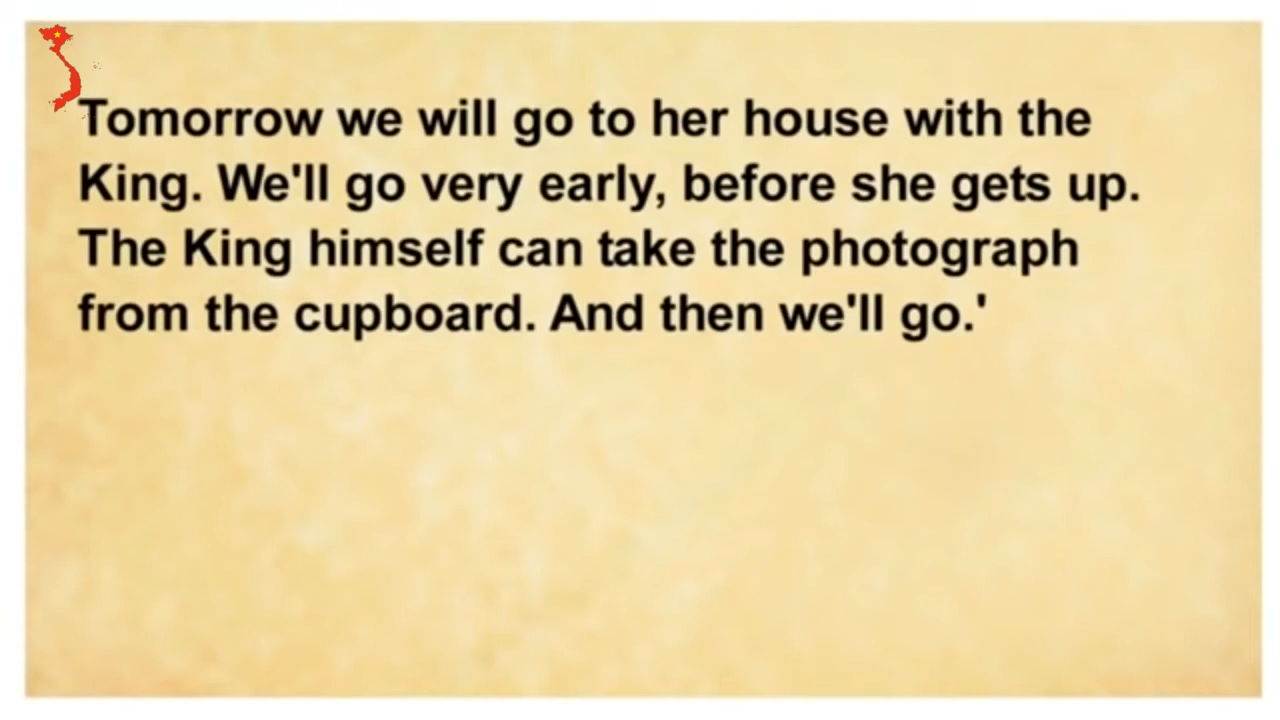 Tomorrow we will go to her house with the
King. We'll go very early, before she gets up.
The King himself can take the photograph
from the cupboard. And then we'll go.'